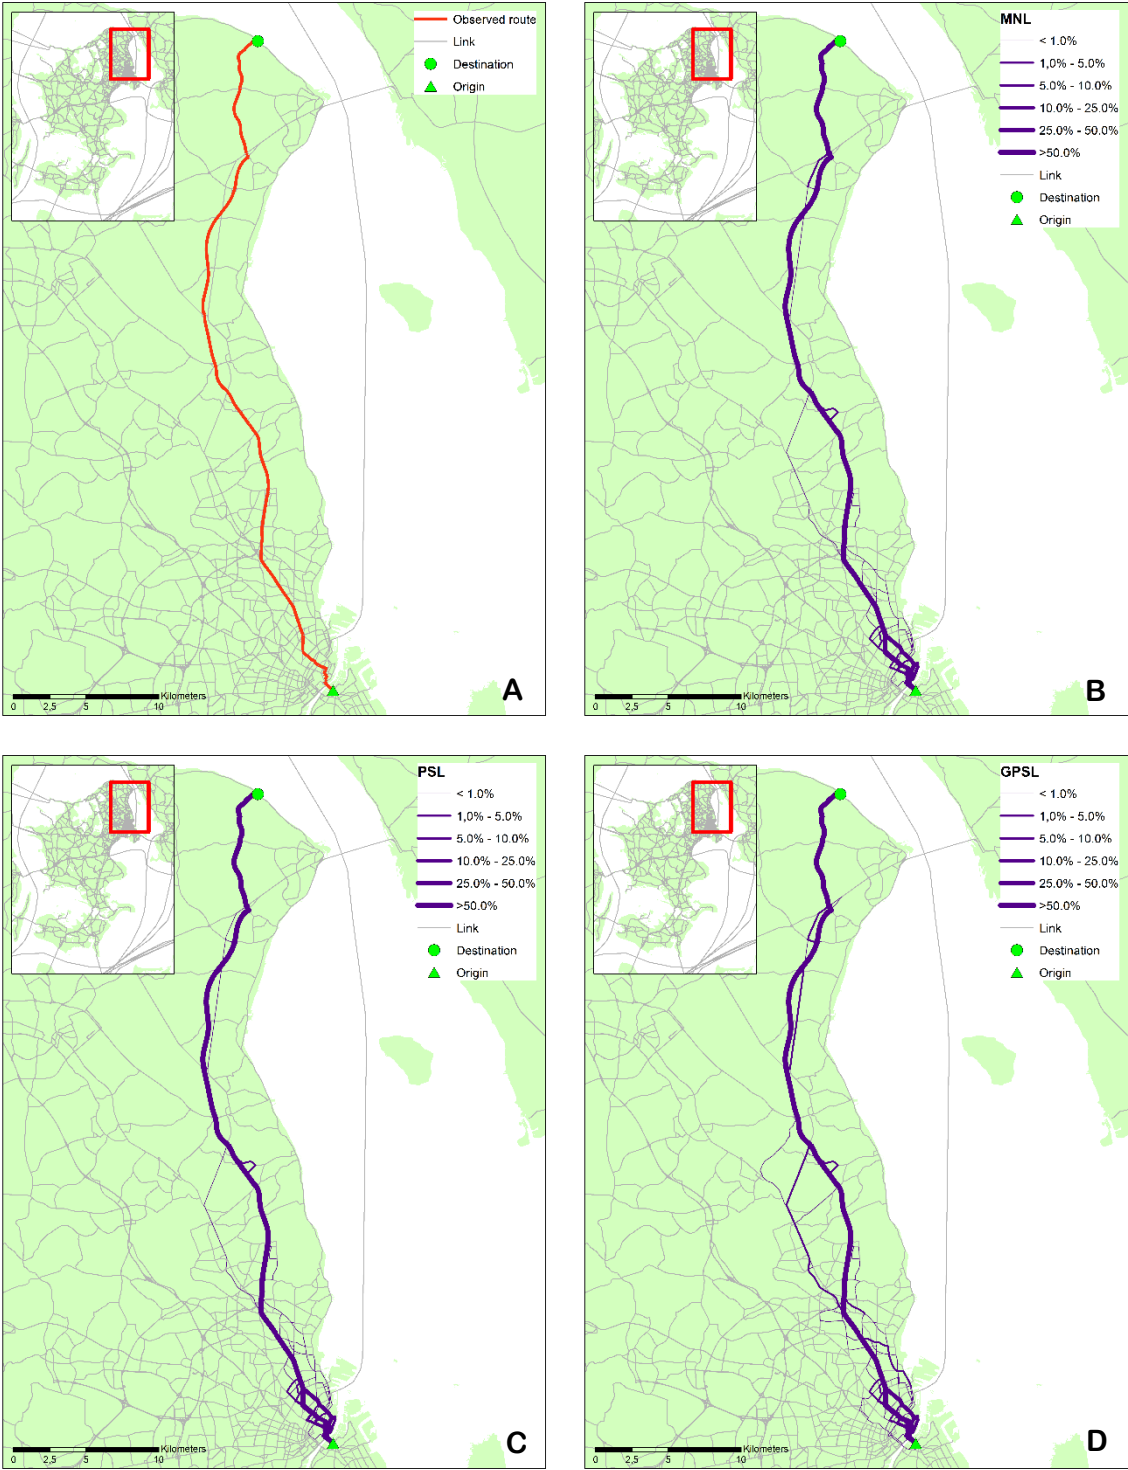 Observed route
Link
Destination
Origin
Kilometers
0 2,5 5 10
A
MNL
< 1.0%
1,0% - 5.0%
5.0% - 10.0%
10.0% - 25.0%
25.0% - 50.0%
>50.0%
Link
Destination
Origin
Kilometers
0 2,5 5 10
B
PSL
< 1.0%
1,0% - 5.0%
5.0% - 10.0%
10.0% - 25.0%
25.0% - 50.0%
>50.0%
Link
Destination
Origin
Kilometers
0 2,5 5 10
C
GPSL
< 1.0%
1,0% - 5.0%
5.0% - 10.0%
10.0% - 25.0%
25.0% - 50.0%
>50.0%
Link
Destination
Origin
Kilometers
0 2,5 5 10
D